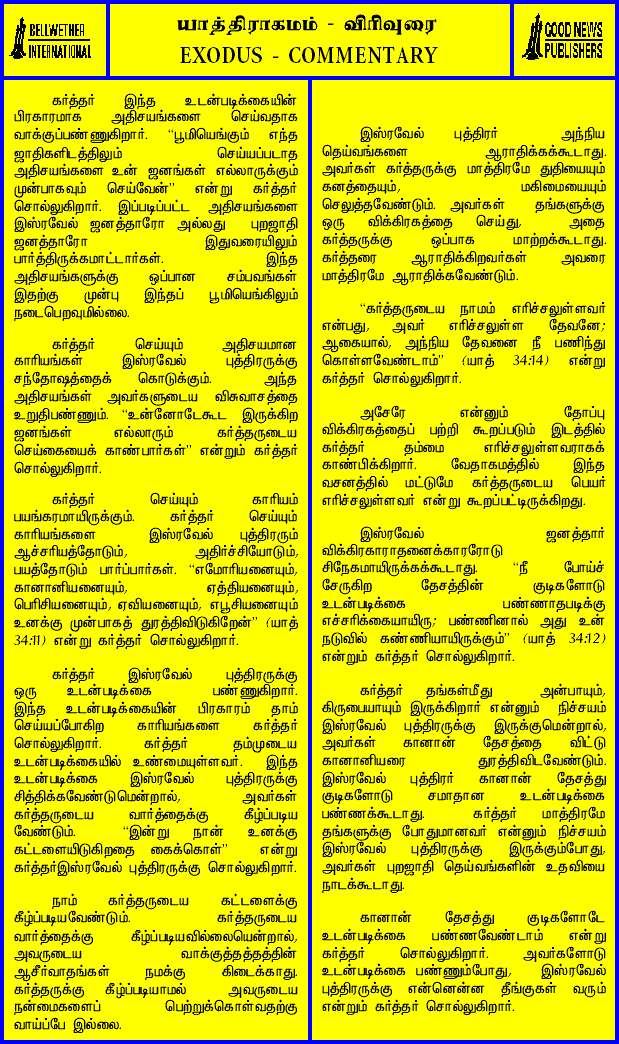 BELLWETHER
INTERNATIONAL
யாத்திராகமம் - விரிவுரை
EXODUS - COMMENTARY
GOOD NEWS
PUBLISHERS
கர்த்தர் இந்த உடன்படிக்கையின்
பிரகாரமாக அதிசயங்களை செய்வதாக
வாக்குப்பண்ணுகிறார். “பூமியெங்கும் எந்த
ஜாதிகளிடத்திலும் செய்யப்படாத
அதிசயங்களை உன் ஜனங்கள் எல்லாருக்கும்
முன்பாகவும் செய்வேன்” என்று கர்த்தர்
சொல்லுகிறார். இப்படிப்பட்ட அதிசயங்களை
இஸ்ரவேல் ஜனத்தாரோ அல்லது புறஜாதி
ஜனத்தாரோ இதுவரையிலும்
பார்த்திருக்கமாட்டார்கள். இந்த
அதிசயங்களுக்கு ஒப்பான சம்பவங்கள்
இதற்கு முன்பு இந்தப் பூமியெங்கிலும்
நடைபெறவுமில்லை.
கர்த்தர் செய்யும் அதிசயமான
காரியங்கள் இஸ்ரவேல் புத்திரருக்கு
சந்தோஷத்தைக் கொடுக்கும். அந்த
அதிசயங்கள் அவர்களுடைய விசுவாசத்தை
உறுதிபண்ணும். “உன்னோடேகூட இருக்கிற
ஜனங்கள் எல்லாரும் கர்த்தருடைய
செய்கையைக் காண்பார்கள்” என்றும் கர்த்தர்
சொல்லுகிறார்.
கர்த்தர் செய்யும் காரியம்
பயங்கரமாயிருக்கும். கர்த்தர் செய்யும்
காரியங்களை இஸ்ரவேல் புத்திரரும்
ஆச்சரியத்தோடும், அதிர்ச்சியோடும்,
பயத்தோடும் பார்ப்பார்கள். “எமோரியனையும்,
கானானியனையும், ஏத்தியனையும்,
பெரிசியனையும், ஏவியனையும், எபூசியனையும்
உனக்கு முன்பாகத் துரத்திவிடுகிறேன்” (யாத்
34:11) என்று கர்த்தர் சொல்லுகிறார்.
கர்த்தர் இஸ்ரவேல் புத்திரருக்கு
ஒரு உடன்படிக்கை பண்ணுகிறார்.
இந்த உடன்படிக்கையின் பிரகாரம் தாம்
செய்யப்போகிற காரியங்களை கர்த்தர்
சொல்லுகிறார். கர்த்தர் தம்முடைய
உடன்படிக்கையில் உண்மையுள்ளவர். இந்த
உடன்படிக்கை இஸ்ரவேல் புத்திரருக்கு
சித்திக்கவேண்டுமென்றால், அவர்கள்
கர்த்தருடைய வார்த்தைக்கு கீழ்ப்படிய
வேண்டும். “இன்று நான் உனக்கு
கட்டளையிடுகிறதை கைக்கொள்” என்று
கர்த்தர்இஸ்ரவேல் புத்திரருக்கு சொல்லுகிறார்.
நாம் கர்த்தருடைய கட்டளைக்கு
கீழ்ப்படியவேண்டும். கர்த்தருடைய
வார்த்தைக்கு கீழ்ப்படியவில்லையென்றால்,
அவருடைய வாக்குத்தத்தத்தின்
ஆசீர்வாதங்கள் நமக்கு கிடைக்காது.
கர்த்தருக்கு கீழ்ப்படியாமல் அவருடைய
நன்மைகளைப் பெற்றுக்கொள்வதற்கு
வாய்ப்பே இல்லை.
இஸ்ரவேல் புத்திரர் அந்நிய
தெய்வங்களை ஆராதிக்கக்கூடாது.
அவர்கள் கர்த்தருக்கு மாத்திரமே துதியையும்
கனத்தையும், மகிமையையும்
செலுத்தவேண்டும். அவர்கள் தங்களுக்கு
ஒரு விக்கிரகத்தை செய்து, அதை
கர்த்தருக்கு ஒப்பாக மாற்றக்கூடாது.
கர்த்தரை ஆராதிக்கிறவர்கள் அவரை
மாத்திரமே ஆராதிக்கவேண்டும்.
“கர்த்தருடைய நாமம் எரிச்சலுள்ளவர்
என்பது, அவர் எரிச்சலுள்ள தேவனே;
ஆகையால், அந்நிய தேவனை நீ பணிந்து
கொள்ளவேண்டாம்” (யாத் 34:14) என்று
கர்த்தர் சொல்லுகிறார்.
அசேரே என்னும் தோப்பு
விக்கிரகத்தைப் பற்றி கூறப்படும் இடத்தில்
கர்த்தர் தம்மை எரிச்சலுள்ளவராகக்
காண்பிக்கிறார். வேதாகமத்தில் இந்த
வசனத்தில் மட்டுமே கர்த்தருடைய பெயர்
எரிச்சலுள்ளவர் என்று கூறப்பட்டிருக்கிறது.
இஸ்ரவேல் ஜனத்தார்
விக்கிரகாராதனைக்காரரோடு
சிநேகமாயிருக்கக்கூடாது. “நீ போய்ச்
சேருகிற தேசத்தின் குடிகளோடு
உடன்படிக்கை பண்ணாதபடிக்கு
எச்சரிக்கையாயிரு; பண்ணினால் அது உன்
நடுவில் கண்ணியாயிருக்கும்” (யாத் 34:12)
என்றும் கர்த்தர் சொல்லுகிறார்.
கர்த்தர் தங்கள்மீது அன்பாயும்,
கிருபையாயும் இருக்கிறார் என்னும் நிச்சயம்
இஸ்ரவேல் புத்திரருக்கு இருக்குமென்றால்,
அவர்கள் கானான் தேசத்தை விட்டு
கானானியரை துரத்திவிடவேண்டும்.
இஸ்ரவேல் புத்திரர் கானான் தேசத்து
குடிகளோடு சமாதான உடன்படிக்கை
பண்ணக்கூடாது. கர்த்தர் மாத்திரமே
தங்களுக்கு போதுமானவர் என்னும் நிச்சயம்
இஸ்ரவேல் புத்திரருக்கு இருக்கும்போது,
அவர்கள் புறஜாதி தெய்வங்களின் உதவியை
நாடக்கூடாது.
கானான் தேசத்து குடிகளோடே
உடன்படிக்கை பண்ணவேண்டாம் என்று
கர்த்தர் சொல்லுகிறார். அவர்களோடு
உடன்படிக்கை பண்ணும்போது, இஸ்ரவேல்
புத்திரருக்கு என்னென்ன தீங்குகள் வரும்
என்றும் கர்த்தர் சொல்லுகிறார்.